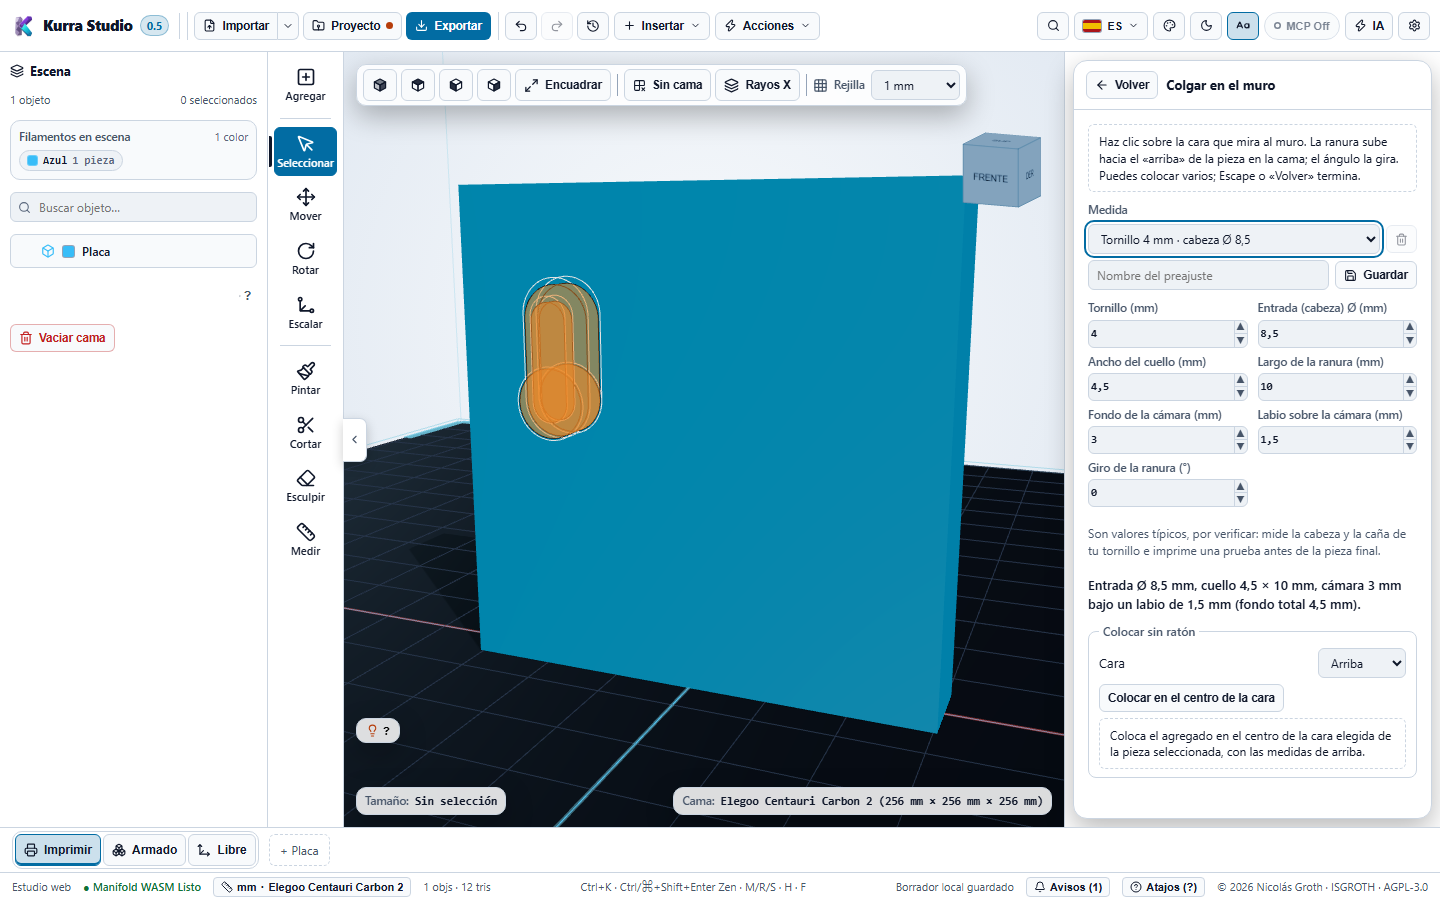 Kurra Studio 0.5
Importar
Proyecto
Exportar
Insertar
Acciones
ES
Aa
MCP Off
IA
Escena
1 objeto
0 seleccionados
Filamentos en escena
1 color
Azul 1 pieza
Buscar objeto...
Placa
?
Vaciar cama
Agregar
Seleccionar
Mover
Rotar
Escalar
Pintar
Cortar
Esculpir
Medir
Encuadrar
Sin cama
Rayos X
Rejilla
1 mm
FRENTE
DER
?
Tamaño: Sin selección
Cama: Elegoo Centauri Carbon 2 (256 mm × 256 mm × 256 mm)
Volver
Colgar en el muro
Haz clic sobre la cara que mira al muro. La ranura sube
hacia el «arriba» de la pieza en la cama; el ángulo la gira.
Puedes colocar varios; Escape o «Volver» termina.
Medida
Tornillo 4 mm · cabeza Ø 8,5
Nombre del preajuste
Guardar
Tornillo (mm)
Entrada (cabeza) Ø (mm)
4
8,5
Ancho del cuello (mm)
Largo de la ranura (mm)
4,5
10
Fondo de la cámara (mm)
Labio sobre la cámara (mm)
3
1,5
Giro de la ranura (°)
0
Son valores típicos, por verificar: mide la cabeza y la caña de
tu tornillo e imprime una prueba antes de la pieza final.
Entrada Ø 8,5 mm, cuello 4,5 × 10 mm, cámara 3 mm
bajo un labio de 1,5 mm (fondo total 4,5 mm).
Colocar sin ratón
Cara
Arriba
Colocar en el centro de la cara
Coloca el agregado en el centro de la cara elegida de
la pieza seleccionada, con las medidas de arriba.
Imprimir
Armado
Libre
+ Placa
Estudio web
Manifold WASM Listo
mm · Elegoo Centauri Carbon 2
1 objs · 12 tris
Ctrl+K · Ctrl/⌘+Shift+Enter Zen · M/R/S · H · F
Borrador local guardado
Avisos (1)
Atajos (?)
© 2026 Nicolás Groth · ISGROTH · AGPL-3.0